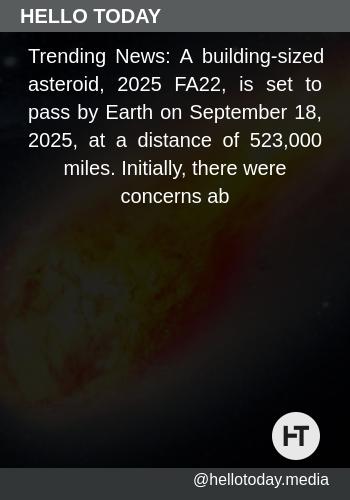 HELLO TODAY
Trending News: A building-sized
asteroid, 2025 FA22, is set to
pass by Earth on September 18,
2025, at a distance of 523,000
miles. Initially, there were
concerns ab
HT
@hellotoday.media